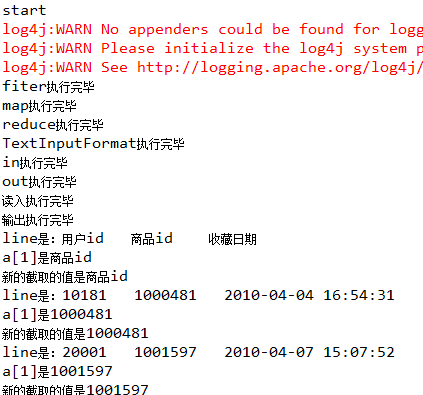 start
log4j:WARN No appenders could be found for logg
log4j:WARN Please initialize the log4j system p
log4j:WARN See http://logging.apache.org/log4j/
fiter执行完毕
map执行完毕
reduce执行完毕
TextInputFormat执行完毕
in执行完毕
out执行完毕
读入执行完毕
输出执行完毕
line是：用户id 商品id 收藏日期
a[1]是商品id
新的截取的值是商品id
line是：10181 1000481 2010-04-04 16:54:31
a[1]是1000481
新的截取的值是1000481
line是：20001 1001597 2010-04-07 15:07:52
a[1]是1001597
新的截取的值是1001597